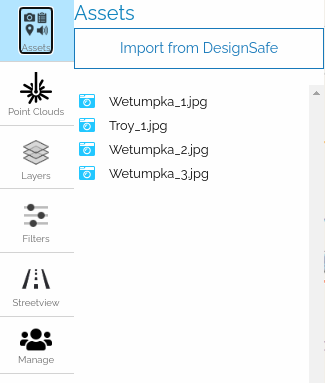 Assets
Assets
Import from DesignSafe
Wetumpka_1.jpg
Troy_1.jpg
Wetumpka_2.jpg
Wetumpka_3.jpg
Point Clouds
Layers
Filters
Streetview
Manage